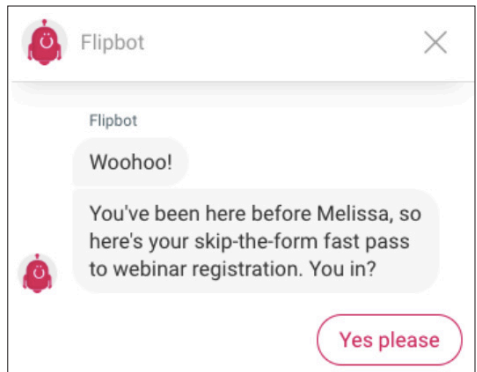 Flipbot
Flipbot
Woohoo!
You've been here before Melissa, so
here's your skip-the-form fast pass
to webinar registration. You in?
Yes please